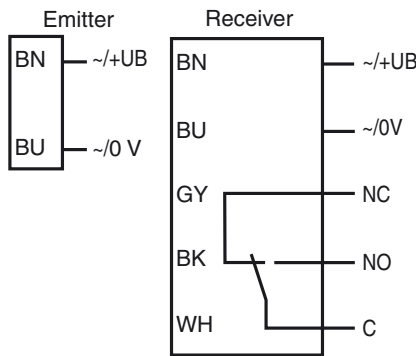 Emitter
BN ~/+UB
BU ~/0 V
Receiver
BN ~/+UB
BU ~/0V
GY NC
BK NO
WH C